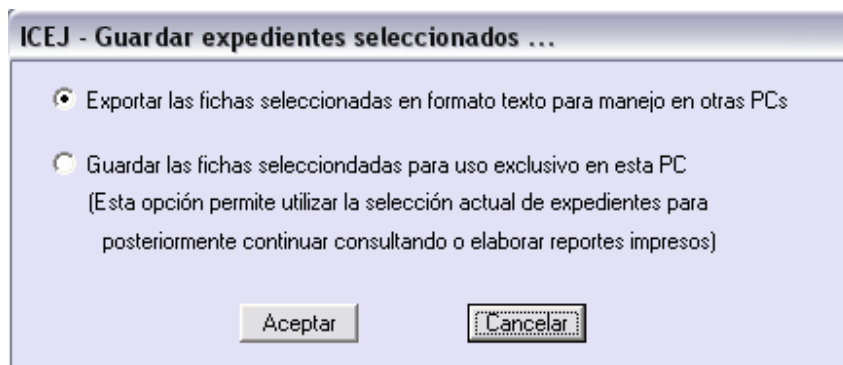 ICEJ - Guardar expedientes seleccionados ...
Exportar las fichas seleccionadas en formato texto para manejo en otras PCs
Guardar las fichas selecciondadas para uso exclusivo en esta PC
(Esta opción permite utilizar la selección actual de expedientes para
posteriormente continuar consultando o elaborar reportes impresos)
Aceptar Cancelar